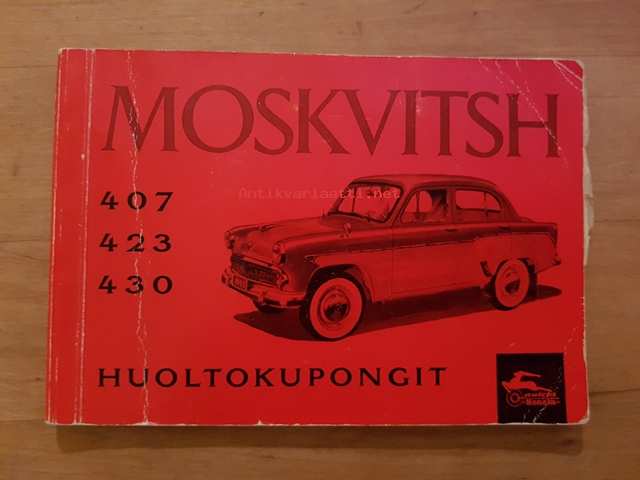 MOSKVITSH
Antikvariaatti.net
407
423
430
HUOLTOKUPONGIT